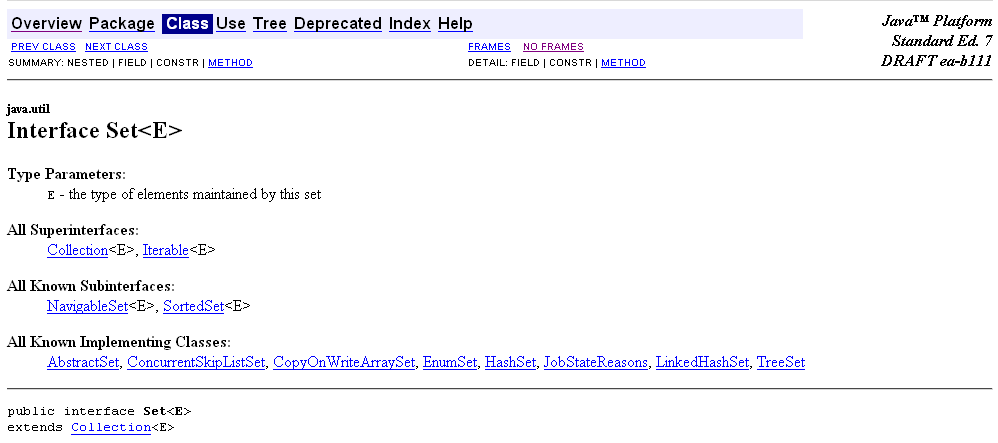 Overview Package Class Use Tree Deprecated Index Help
Java™ Platform
Standard Ed. 7
DRAFT ea-b111
PREV CLASS NEXT CLASS
FRAMES NO FRAMES
SUMMARY: NESTED | FIELD | CONSTR | METHOD
DETAIL: FIELD | CONSTR | METHOD
java.util
Interface Set<E>
Type Parameters:
E - the type of elements maintained by this set
All Superinterfaces:
Collection<E>, Iterable<E>
All Known Subinterfaces:
NavigableSet<E>, SortedSet<E>
All Known Implementing Classes:
AbstractSet, ConcurrentSkipListSet, CopyOnWriteArraySet, EnumSet, HashSet, JobStateReasons, LinkedHashSet, TreeSet
public interface Set<E>
extends Collection<E>